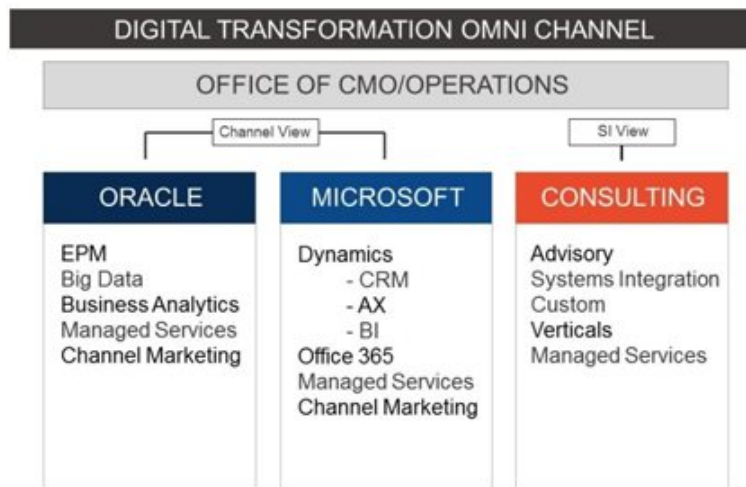 DIGITAL TRANSFORMATION OMNI CHANNEL
OFFICE OF CMO/OPERATIONS
Channel View
SI View
ORACLE
EPM
Big Data
Business Analytics
Managed Services
Channel Marketing
MICROSOFT
Dynamics
- CRM
- AX
- BI
Office 365
Managed Services
Channel Marketing
CONSULTING
Advisory
Systems Integration
Custom
Verticals
Managed Services